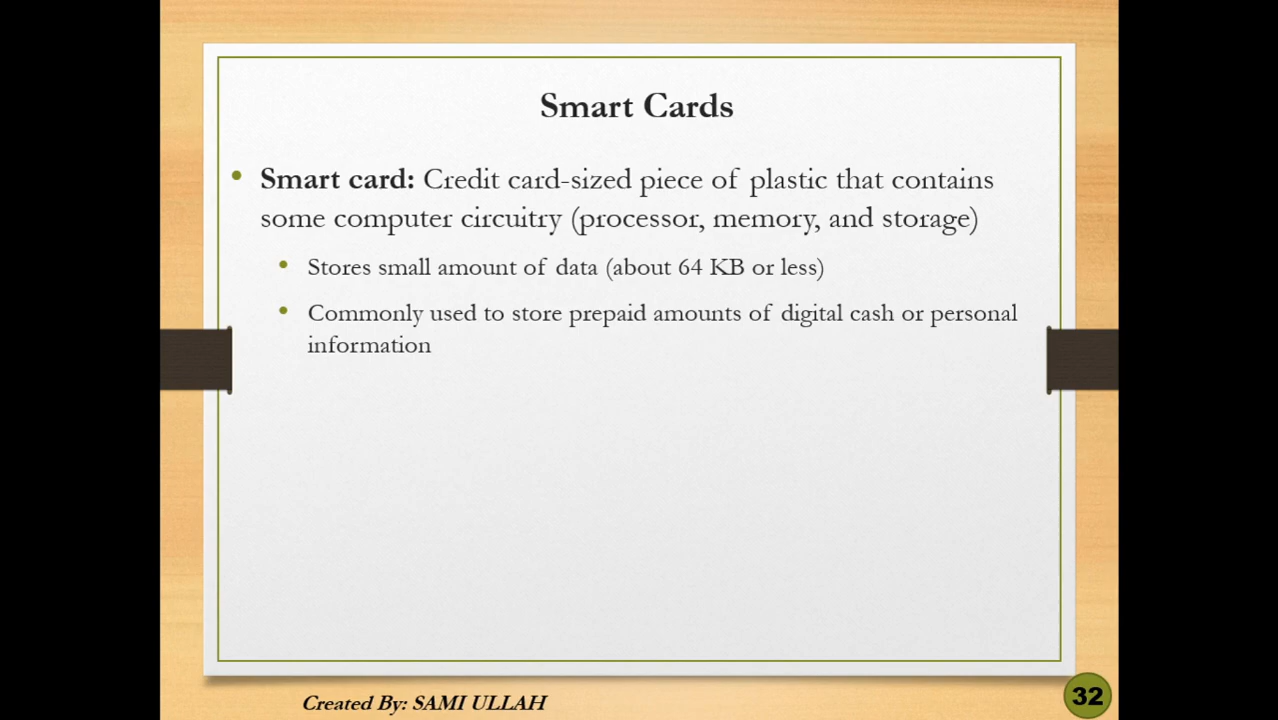 Smart Cards
• Smart card: Credit card-sized piece of plastic that contains
some computer circuitry (processor, memory, and storage)
• Stores small amount of data (about 64 KB or less)
• Commonly used to store prepaid amounts of digital cash or personal
information
Created By: SAMI ULLAH
32